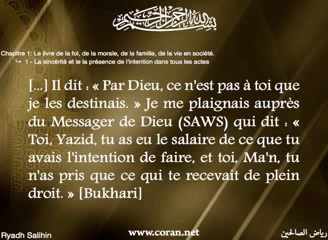 بسم الله الرحمن الرحيم
Chapitre 1: Le livre de la foi, de la morale, de la famille, de la vie en société.
↪ 1 - La sincérité et le la présence de l'intention dans tous les actes
[...] Il dit : « Par Dieu, ce n'est pas à toi que
je les destinais. » Je me plaignais auprès
du Messager de Dieu (SAWS) qui dit : «
Toi, Yazid, tu as eu le salaire de ce que tu
avais l'intention de faire, et toi, Ma'n, tu
n'as pris que ce qui te recevait de plein
droit. » [Bukhari]
Ryadh Salihin
www.coran.net
رياض الصالحين